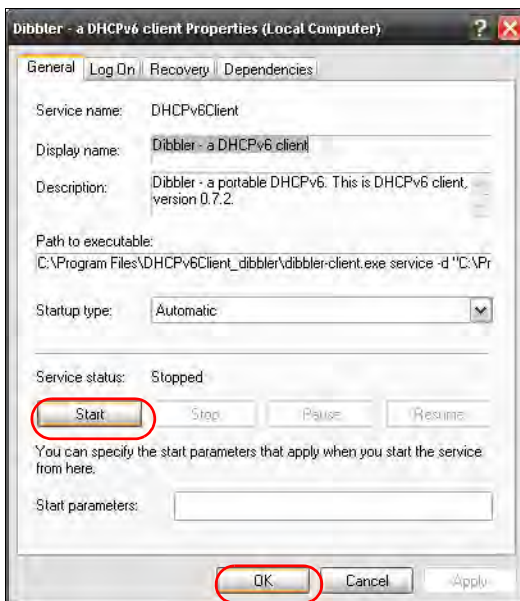 Dibbler - a DHCPv6 client Properties (Local Computer)
General Log On Recovery Dependencies
Service name: DHCPv6Client
Display name: Dibbler - a DHCPv6 client
Description: Dibbler - a portable DHCPv6. This is DHCPv6 client,
version 0.7.2.
Path to executable:
C:\Program Files\DHCPv6Client_dibbler\dibbler-client.exe service -d "C:\Pr
Startup type: Automatic
Service status: Stopped
Start Stop Pause Resume
You can specify the start parameters that apply when you start the service
from here.
Start parameters:
OK Cancel Apply